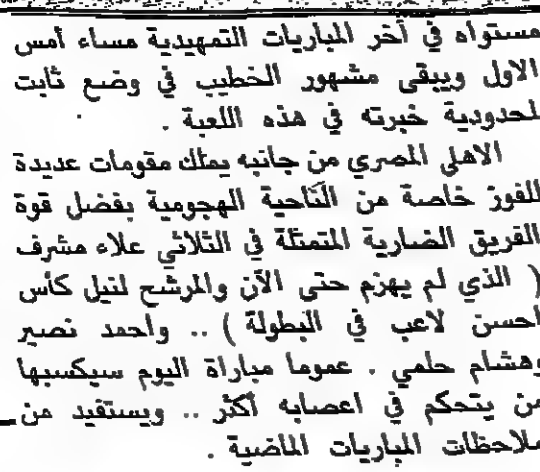 مستواه في آخر المباريات التمهيدية مساء أمس
الاول ويبقى مشهور الخطيب في وضع ثابت
لمحدودية خبرته في هذه اللعبة .
الاهلي المصري من جانبه يمتلك مقومات عديدة
للفوز خاصة من الناحية الهجومية بفضل قوة
الفريق الضاربة المتمثلة في الثلاثي علاء مشرف
( الذي لم يهزم حتى الآن والمرشح لنيل كأس
احسن لاعب في البطولة ) .. واحمد نصير
وهشام حلمي . عموما مباراة اليوم سيكسبها
من يتحكم في اعصابه أكثر .. ويستفيد من
ملاحظات المباريات الماضية .